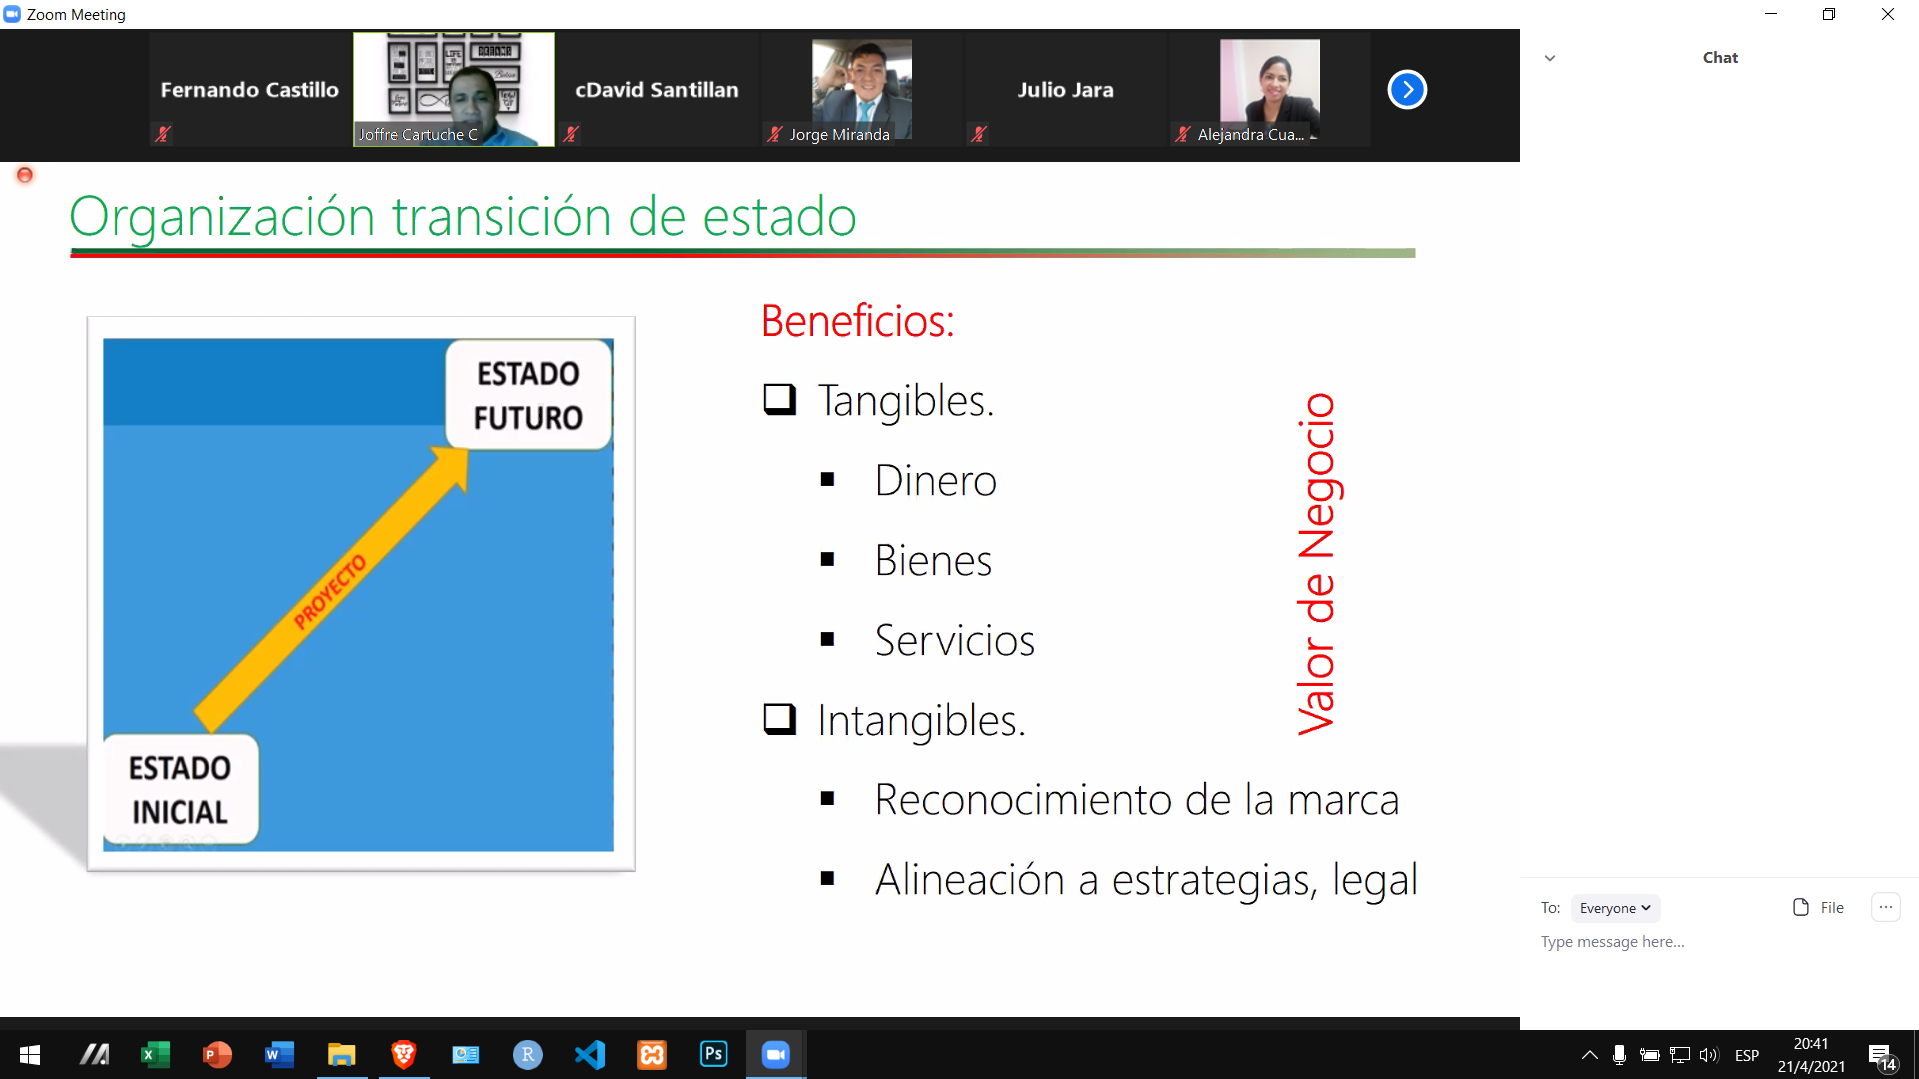 Zoom Meeting
Fernando Castillo
Joffre Cartuche C
cDavid Santillan
Jorge Miranda
Julio Jara
Alejandra Cua...
Chat
Organización transición de estado
ESTADO
FUTURO
PROYECTO
ESTADO
INICIAL
Beneficios:
Tangibles.
Dinero
Bienes
Servicios
Intangibles.
Reconocimiento de la marca
Alineación a estrategias, legal
Valor de Negocio
To: Everyone
File
Type message here...
ESP
20:41
21/4/2021
14